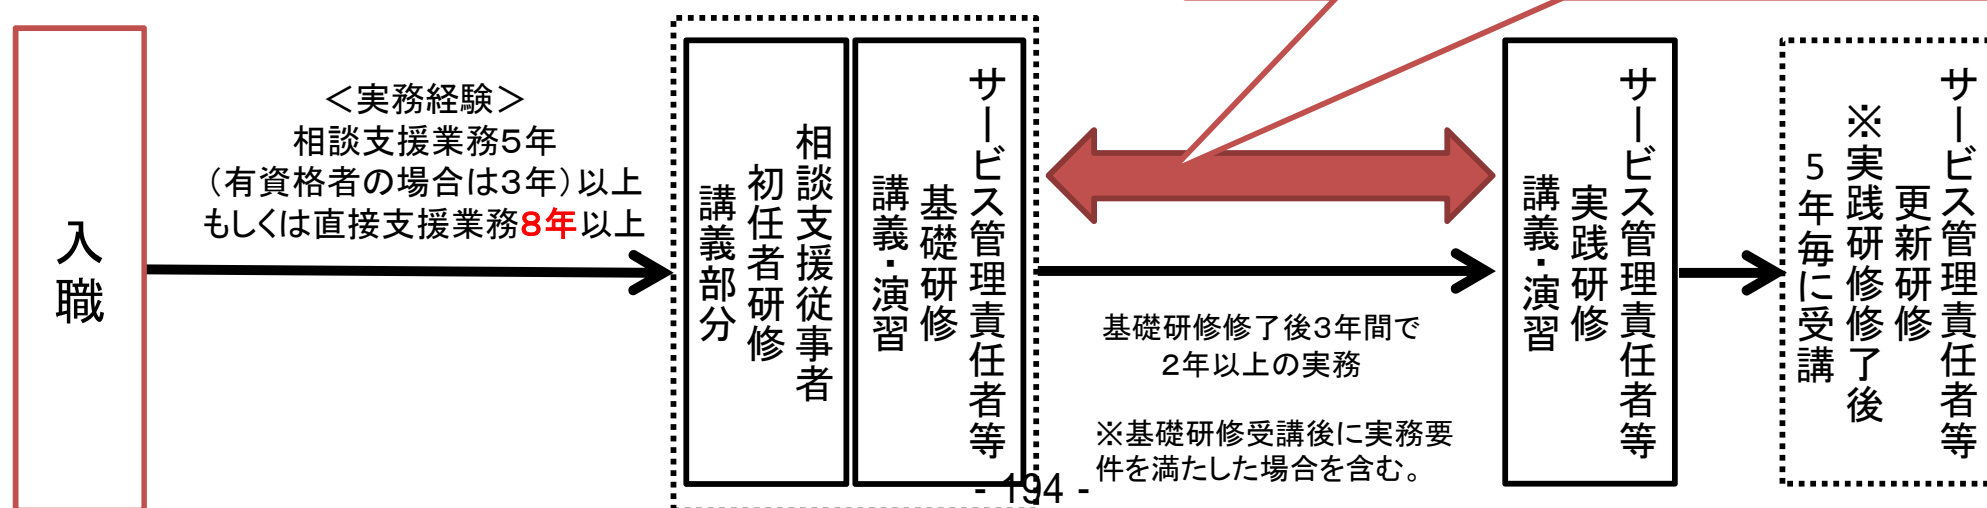 入職
＜実務経験＞
相談支援業務５年
（有資格者の場合は３年）以上
もしくは直接支援業務８年以上
相談支援従事者
初任者研修
講義部分
サービス管理責任者等
基礎研修
講義・演習
基礎研修修了後３年間で
２年以上の実務
※基礎研修受講後に実務要
件を満たした場合を含む。
サービス管理責任者等
実践研修
講義・演習
サービス管理責任者等
更新研修
※実践研修修了後
5年毎に受講
- 194 -